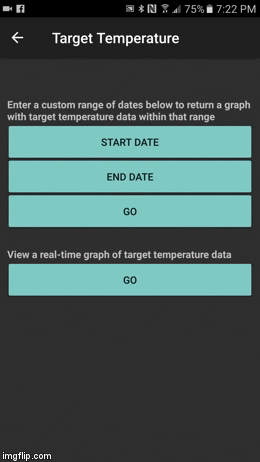 75% 7:22 PM
Target Temperature
Enter a custom range of dates below to return a graph
with target temperature data within that range
START DATE
END DATE
GO
View a real-time graph of target temperature data
GO
imgflip.com